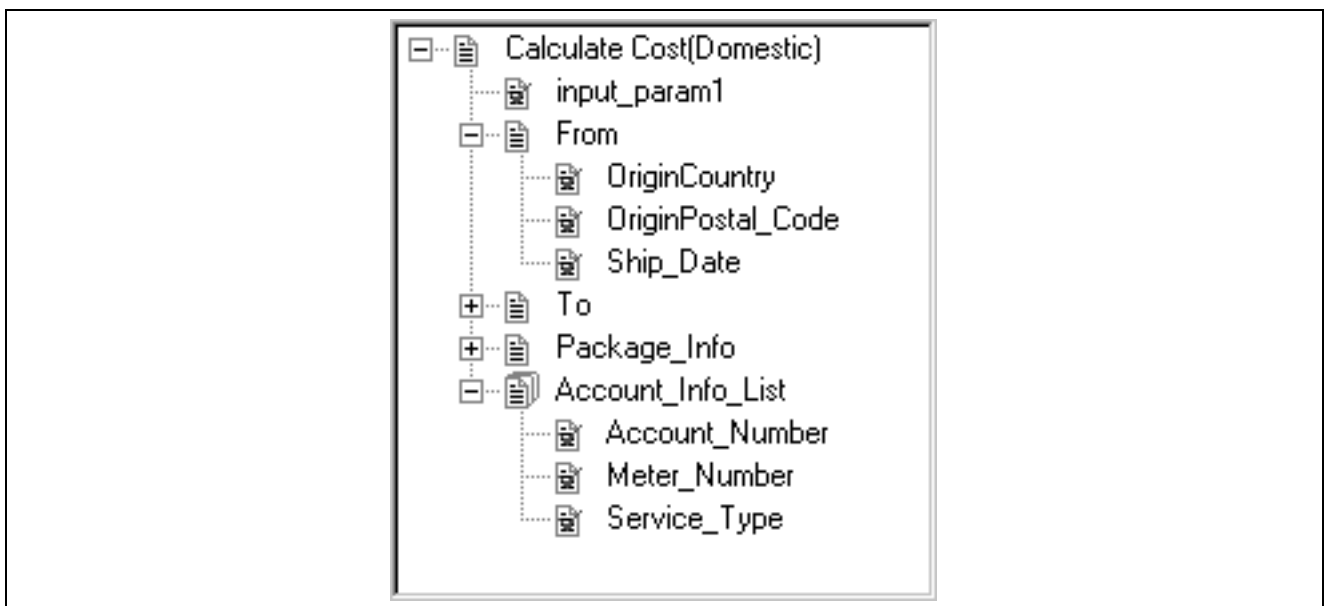 Calculate Cost(Domestic)
input_param1
From
OriginCountry
OriginPostal_Code
Ship_Date
To
Package_Info
Account_Info_List
Account_Number
Meter_Number
Service_Type